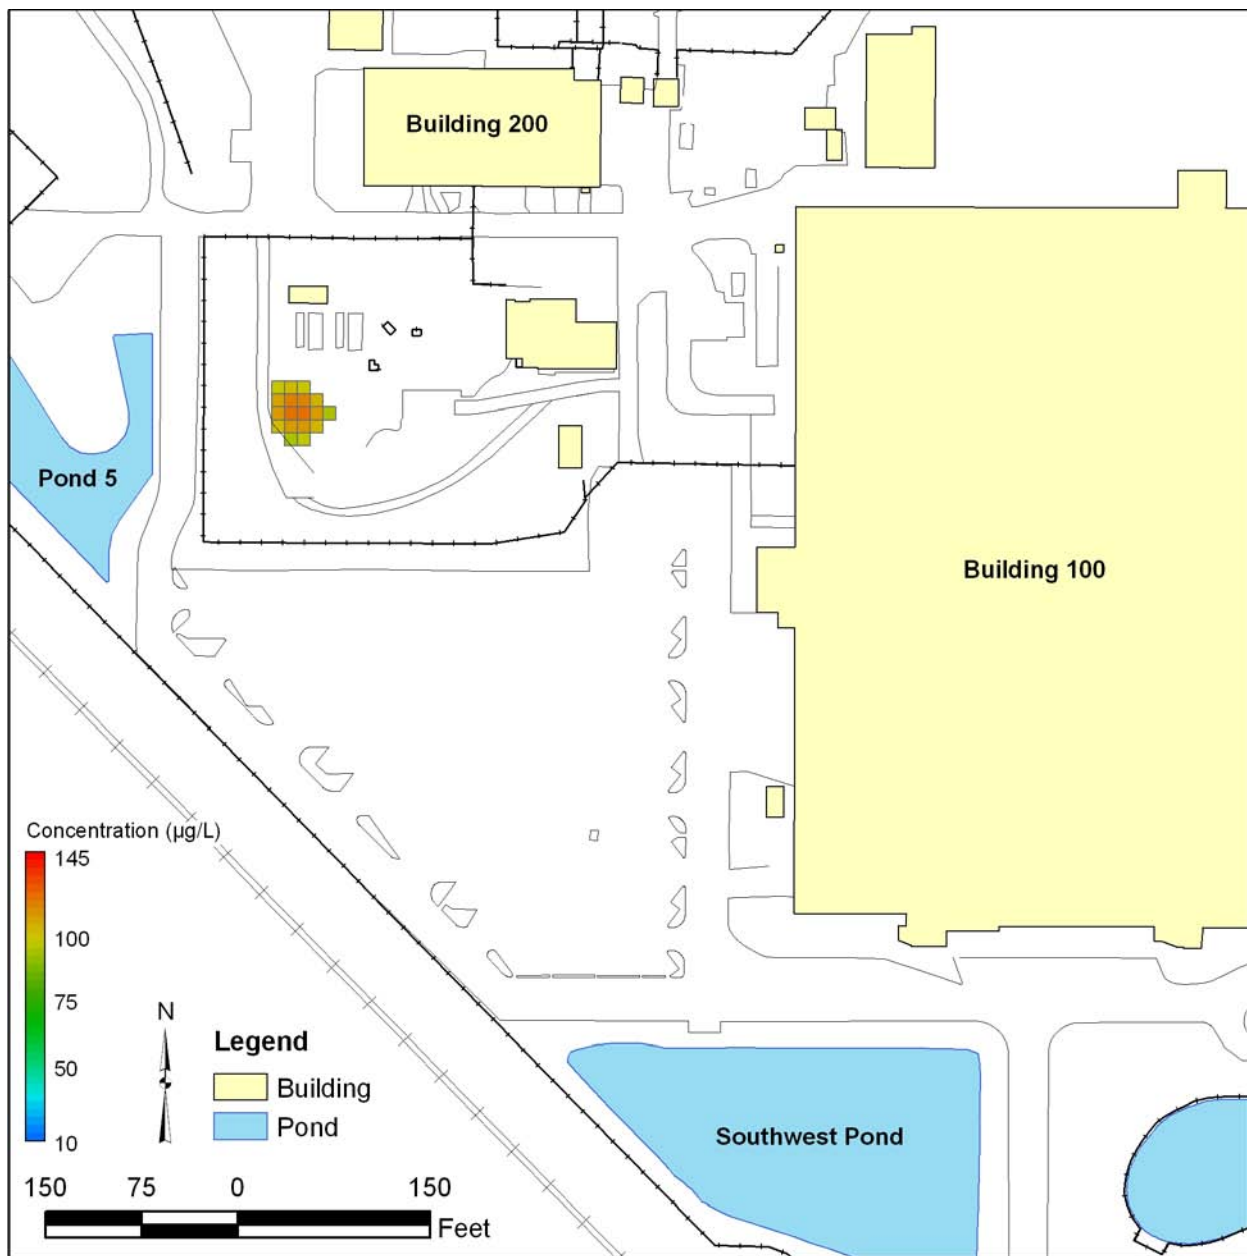 Building 200
Pond 5
Building 100
Concentration (µg/L)
145
100
75
50
10
N
Legend
Building
Pond
Southwest Pond
150 75 0 150
Feet